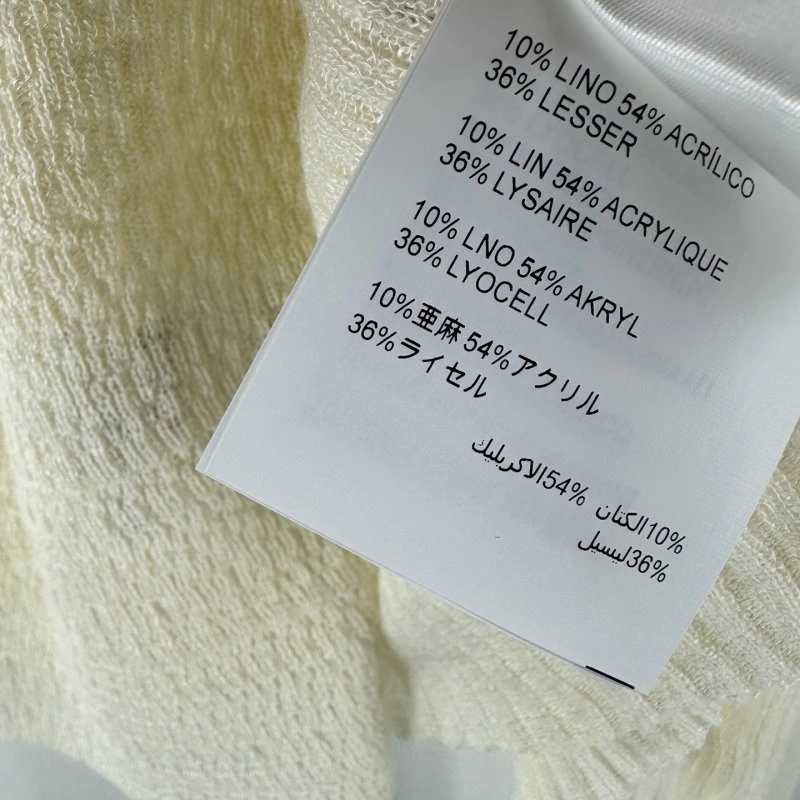 10% LINO 54% ACRÍLICO
36% LESSER
10% LIN 54% ACRYLIQUE
36% LYSAIRE
10% LNO 54% AKRYL
36% LYOCELL
10%亜麻 54%アクリル
36%ライセル
10%الكتان 54%الاكريليك
36%ليسيل